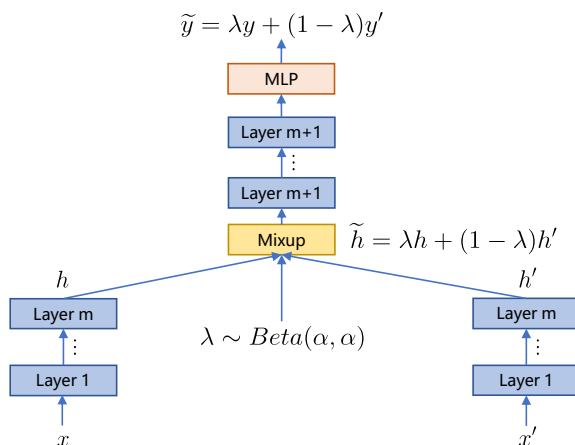 ỹ = λy + (1 − λ)y′
MLP
Layer m+1
⋮
Layer m+1
Mixup
h̃ = λh + (1 − λ)h′
h
h′
Layer m
λ ∼ Beta(α, α)
Layer m
⋮
⋮
Layer 1
Layer 1
x
x′